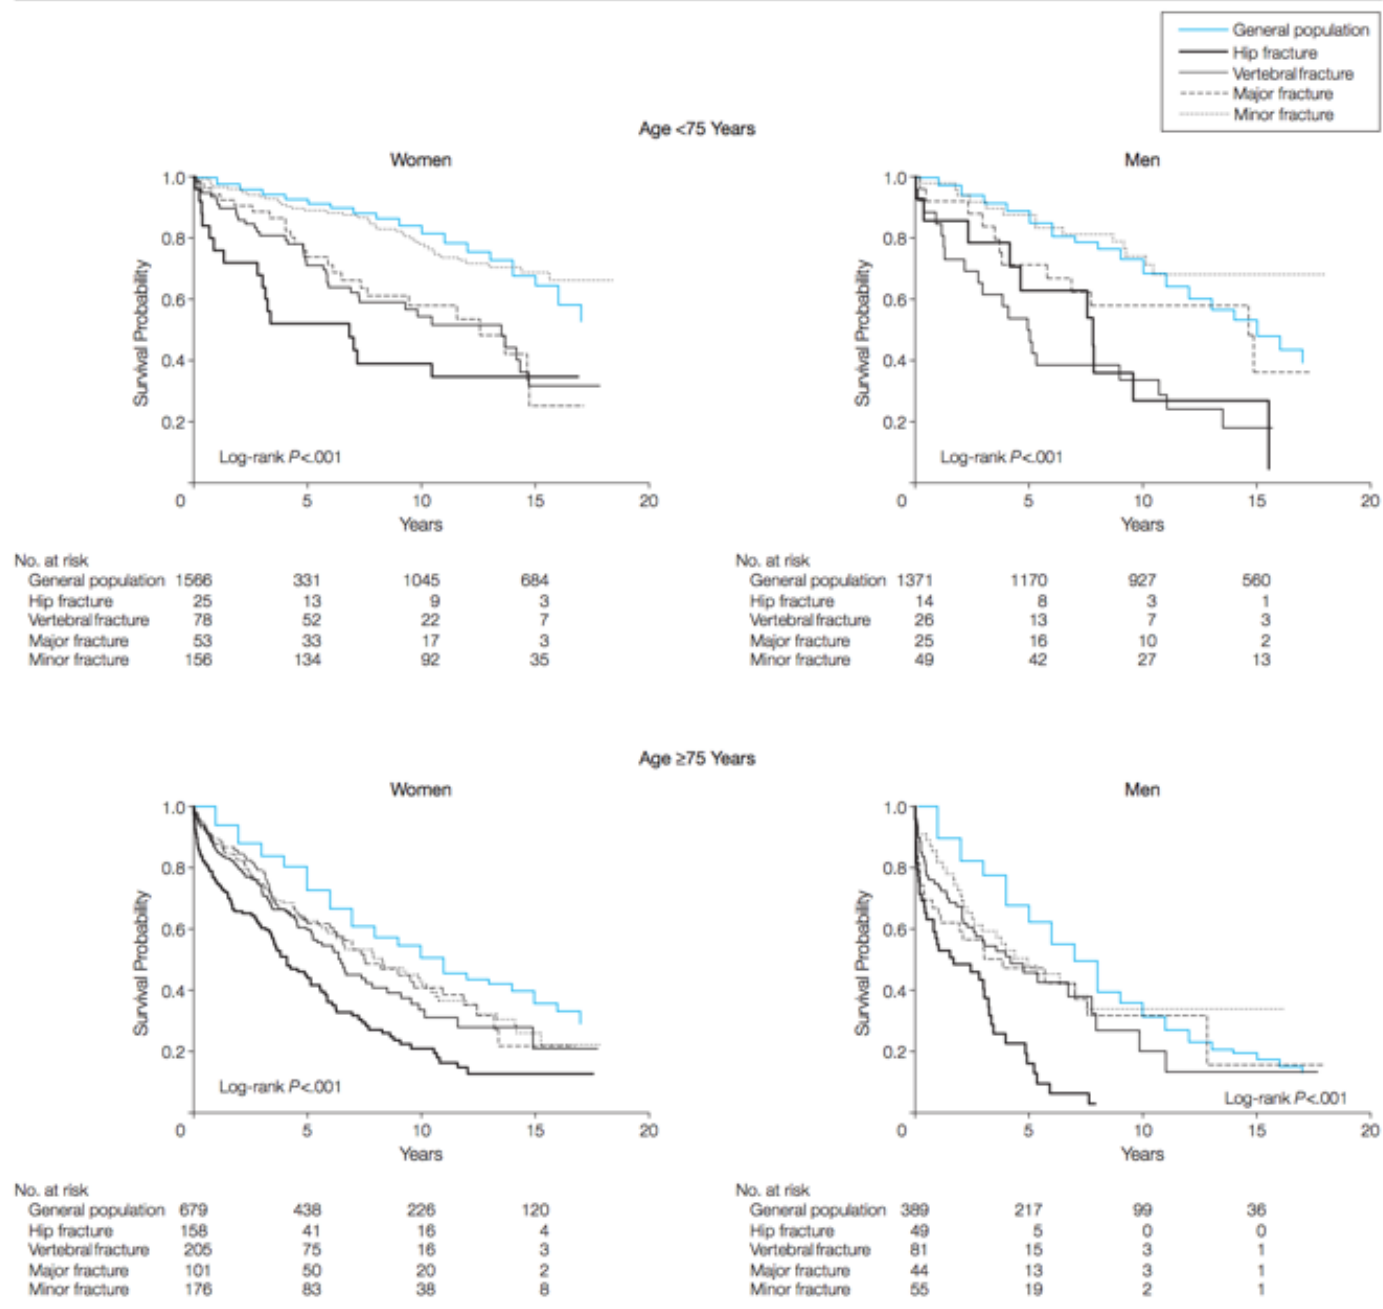 General population
Hip fracture
Vertebral fracture
Major fracture
Minor fracture
Age <75 Years
Women
Men
1.0
0.8
0.6
0.4
0.2
Survival Probability
Log-rank P<.001
0 5 10 15 20
Years
1.0
0.8
0.6
0.4
0.2
Survival Probability
Log-rank P<.001
0 5 10 15 20
Years
No. at risk
General population 1566 331 1045 684
Hip fracture 25 13 9 3
Vertebral fracture 78 52 22 7
Major fracture 53 33 17 3
Minor fracture 156 134 92 35
No. at risk
General population 1371 1170 927 560
Hip fracture 14 8 3 1
Vertebral fracture 26 13 7 3
Major fracture 25 16 10 2
Minor fracture 49 42 27 13
Age ≥75 Years
Women
Men
1.0
0.8
0.6
0.4
0.2
Survival Probability
Log-rank P<.001
0 5 10 15 20
Years
1.0
0.8
0.6
0.4
0.2
Survival Probability
Log-rank P<.001
0 5 10 15 20
Years
No. at risk
General population 679 438 226 120
Hip fracture 158 41 16 4
Vertebral fracture 205 75 16 3
Major fracture 101 50 20 2
Minor fracture 176 83 38 8
No. at risk
General population 389 217 99 36
Hip fracture 49 5 0 0
Vertebral fracture 81 15 3 1
Major fracture 44 13 3 1
Minor fracture 55 19 2 1